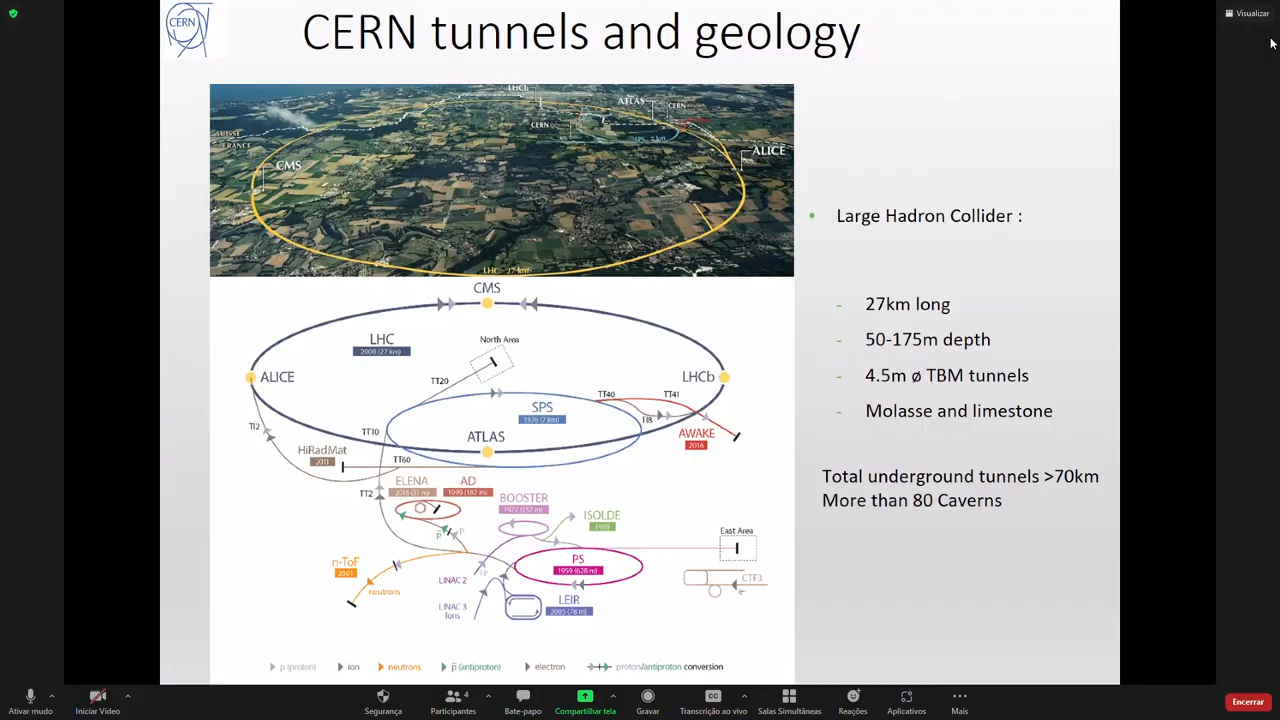 CERN
CERN tunnels and geology
Visualizar
LHCb
ATLAS
CERN
CERN
SUISSE
FRANCE
CMS
ALICE
LHC 27 km
Large Hadron Collider :
- 27km long
- 50-175m depth
- 4.5m ø TBM tunnels
- Molasse and limestone
Total underground tunnels >70km
More than 80 Caverns
CMS
LHC
2008 (27 km)
North Area
ALICE
LHCb
TT20
TT40
TT41
SPS
1976 (7 km)
TI8
TI2
TT10
ATLAS
AWAKE
2016
HiRadMat
2011
TT60
ELENA
2016 (31 m)
AD
1999 (182 m)
TT2
BOOSTER
1972 (157 m)
ISOLDE
1989
p
p̅
East Area
n-ToF
2001
PS
1959 (628 m)
neutrons
LINAC 2
CTF3
e-
LINAC 3
Ions
LEIR
2005 (78 m)
p (proton)
ion
neutrons
p̅ (antiproton)
electron
proton/antiproton conversion
Ativar mudo
Iniciar Vídeo
Segurança
4
Participantes
Bate-papo
Compartilhar tela
Gravar
CC
Transcrição ao vivo
Salas Simultâneas
Reações
Aplicativos
Mais
Encerrar